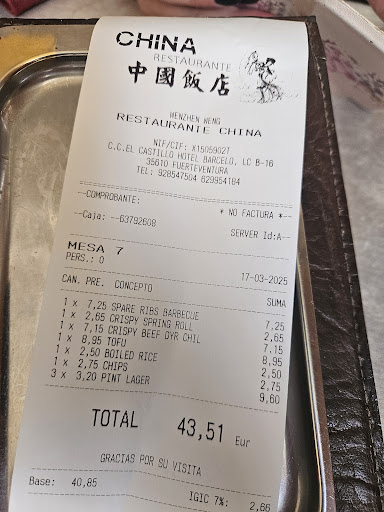 CHINA
RESTAURANTE
中國飯店
WENZHEN WENG
RESTAURANTE CHINA
NIF/CIF: X1505902T
C.C.EL CASTILLO HOTEL BARCELO, LC B-16
35610 FUERTEVENTURA
TEL: 928547504 629954164
--COMPROBANTE: * NO FACTURA *--
--Caja: --63792608 SERVER Id:A--
MESA 7
PERS.: 0 17-03-2025
CAN. PRE. CONCEPTO SUMA
1 x 7,25 SPARE RIBS BARBECUE 7,25
1 x 2,65 CRISPY SPRING ROLL 2,65
1 x 7,15 CRISPY BEEF DYR CHIL 7,15
1 x 8,95 TOFU 8,95
1 x 2,50 BOILED RICE 2,50
1 x 2,75 CHIPS 2,75
3 x 3,20 PINT LAGER 9,60
TOTAL 43,51 Eur
GRACIAS POR SU VISITA
Base: 40,85 IGIC 7%: 2,66